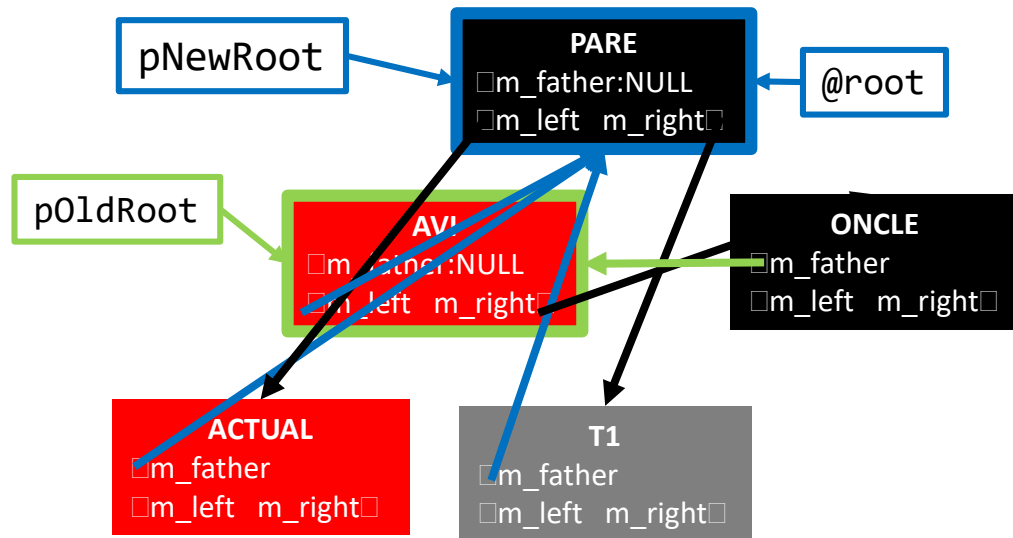 pNewRoot
PARE
□m_father:NULL
□m_left m_right□
@root
pOldRoot
AVI
□m_father:NULL
□m_left m_right□
ONCLE
□m_father
□m_left m_right□
ACTUAL
□m_father
□m_left m_right□
T1
□m_father
□m_left m_right□